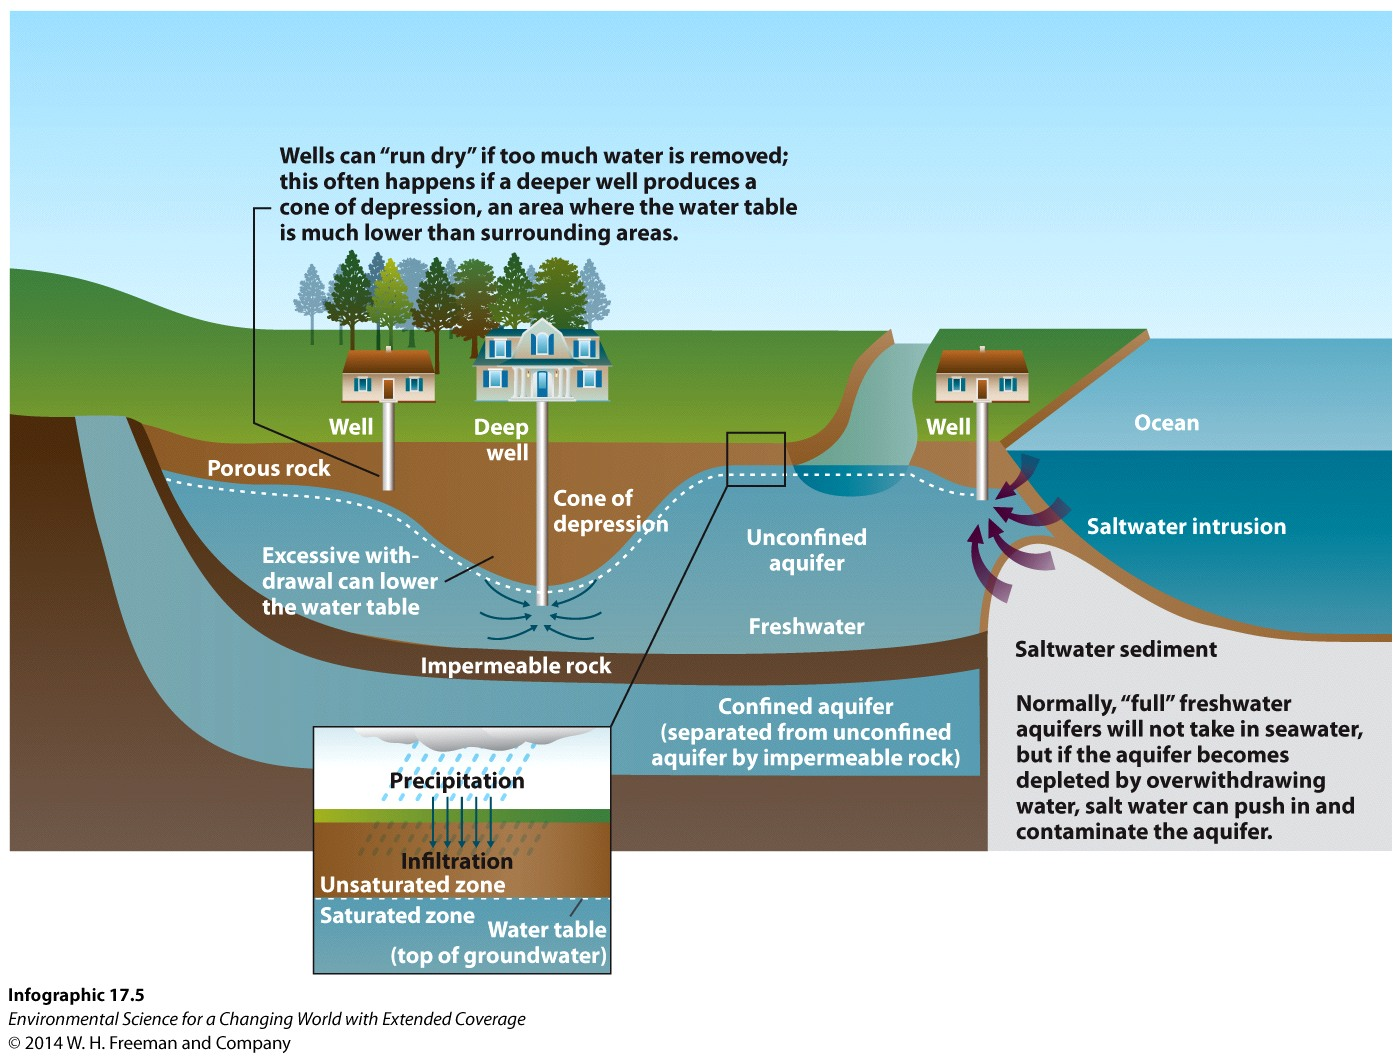 Wells can “run dry” if too much water is removed;
this often happens if a deeper well produces a
cone of depression, an area where the water table
is much lower than surrounding areas.
Well
Deep
well
Well
Ocean
Porous rock
Cone of
depression
Excessive with-
drawal can lower
the water table
Unconfined
aquifer
Saltwater intrusion
Freshwater
Impermeable rock
Saltwater sediment
Confined aquifer
(separated from unconfined
aquifer by impermeable rock)
Normally, “full” freshwater
aquifers will not take in seawater,
but if the aquifer becomes
depleted by overwithdrawing
water, salt water can push in and
contaminate the aquifer.
Precipitation
Infiltration
Unsaturated zone
Saturated zone
Water table
(top of groundwater)
Infographic 17.5
Environmental Science for a Changing World with Extended Coverage
© 2014 W. H. Freeman and Company